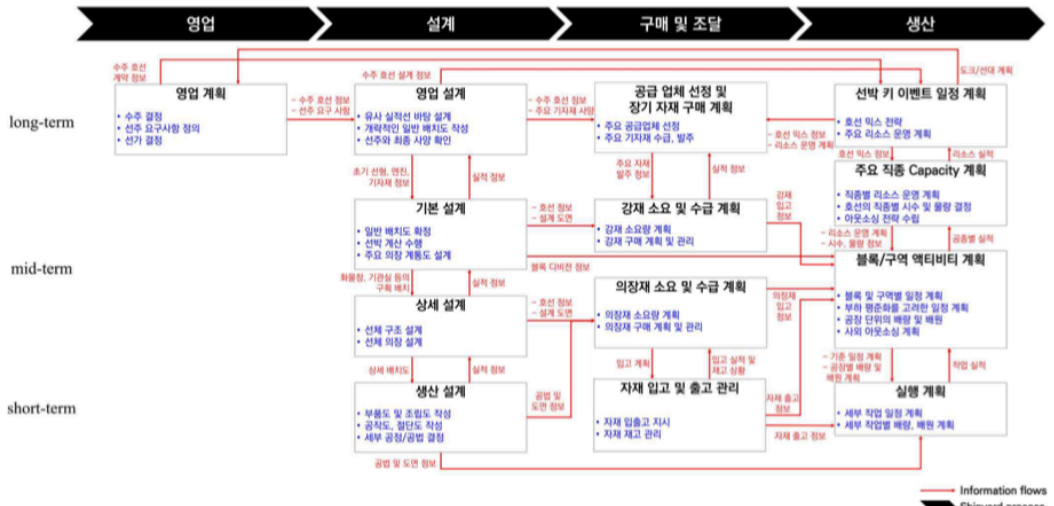 영업
설계
구매 및 조달
생산
long-term
mid-term
short-term
수주 호선
계약 정보
수주 호선 설계 정보
도크/선대 계획
영업 계획
• 수주 결정
• 선주 요구사항 정의
• 선가 결정
– 수주 호선 정보
– 선주 요구 사항
영업 설계
• 유사 실적선 바탕 설계
• 개략적인 일반 배치도 작성
• 선주와 최종 사양 확인
– 수주 호선 정보
– 주요 기자재 사양
공급 업체 선정 및
장기 자재 구매 계획
• 주요 공급업체 선정
• 주요 기자재 수급, 발주
– 호선 믹스 정보
– 리소스 운영 계획
선박 키 이벤트 일정 계획
• 호선 믹스 전략
• 주요 리소스 운영 계획
호선 믹스 정보
리소스 실적
초기 선형, 엔진,
기자재 정보
실적 정보
주요 자재
발주 정보
실적 정보
주요 직종 Capacity 계획
• 직종별 리소스 운영 계획
• 호선의 직종별 시수 및 물량 결정
• 아웃소싱 전략 수립
기본 설계
• 일반 배치도 확정
• 선박 계산 수행
• 주요 의장 계통도 설계
– 호선 정보
– 설계 도면
강재 소요 및 수급 계획
• 강재 소요량 계획
• 강재 구매 계획 및 관리
강재
입고
정보
– 리소스 운영 계획
– 시수, 물량 정보
공종별 실적
블록 디비전 정보
화물창, 기관실 등의
구획 배치
실적 정보
블록/구역 액티비티 계획
• 블록 및 구역별 일정 계획
• 부하 평준화를 고려한 일정 계획
• 공장 단위의 배량 및 배원
• 사외 아웃소싱 계획
상세 설계
• 선체 구조 설계
• 선체 의장 설계
– 호선 정보
– 설계 도면
의장재 소요 및 수급 계획
• 의장재 소요량 계획
• 의장재 구매 계획 및 관리
의장재
입고
정보
상세 배치도
실적 정보
입고 계획
입고 실적 및
재고 상황
– 기준 일정 계획
– 공장별 배량 및
배원 계획
작업 실적
생산 설계
• 부품도 및 조립도 작성
• 공작도, 절단도 작성
• 세부 공정/공법 결정
공법 및
도면 정보
자재 입고 및 출고 관리
• 자재 입출고 지시
• 자재 재고 관리
자재 출고
정보
자재 출고 정보
실행 계획
• 세부 작업 일정 계획
• 세부 작업별 배량, 배원 계획
공법 및 도면 정보
Information flows
Shipyard process